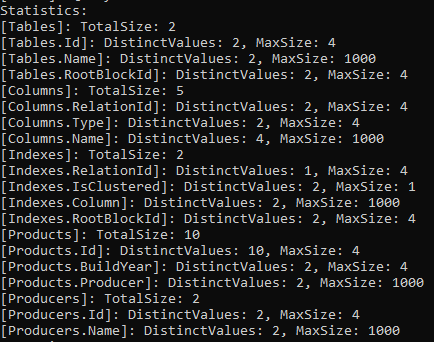 Statistics:
[Tables]: TotalSize: 2
[Tables.Id]: DistinctValues: 2, MaxSize: 4
[Tables.Name]: DistinctValues: 2, MaxSize: 1000
[Tables.RootBlockId]: DistinctValues: 2, MaxSize: 4
[Columns]: TotalSize: 5
[Columns.RelationId]: DistinctValues: 2, MaxSize: 4
[Columns.Type]: DistinctValues: 2, MaxSize: 4
[Columns.Name]: DistinctValues: 4, MaxSize: 1000
[Indexes]: TotalSize: 2
[Indexes.RelationId]: DistinctValues: 1, MaxSize: 4
[Indexes.IsClustered]: DistinctValues: 2, MaxSize: 1
[Indexes.Column]: DistinctValues: 2, MaxSize: 1000
[Indexes.RootBlockId]: DistinctValues: 2, MaxSize: 4
[Products]: TotalSize: 10
[Products.Id]: DistinctValues: 10, MaxSize: 4
[Products.BuildYear]: DistinctValues: 2, MaxSize: 4
[Products.Producer]: DistinctValues: 2, MaxSize: 1000
[Producers]: TotalSize: 2
[Producers.Id]: DistinctValues: 2, MaxSize: 4
[Producers.Name]: DistinctValues: 2, MaxSize: 1000